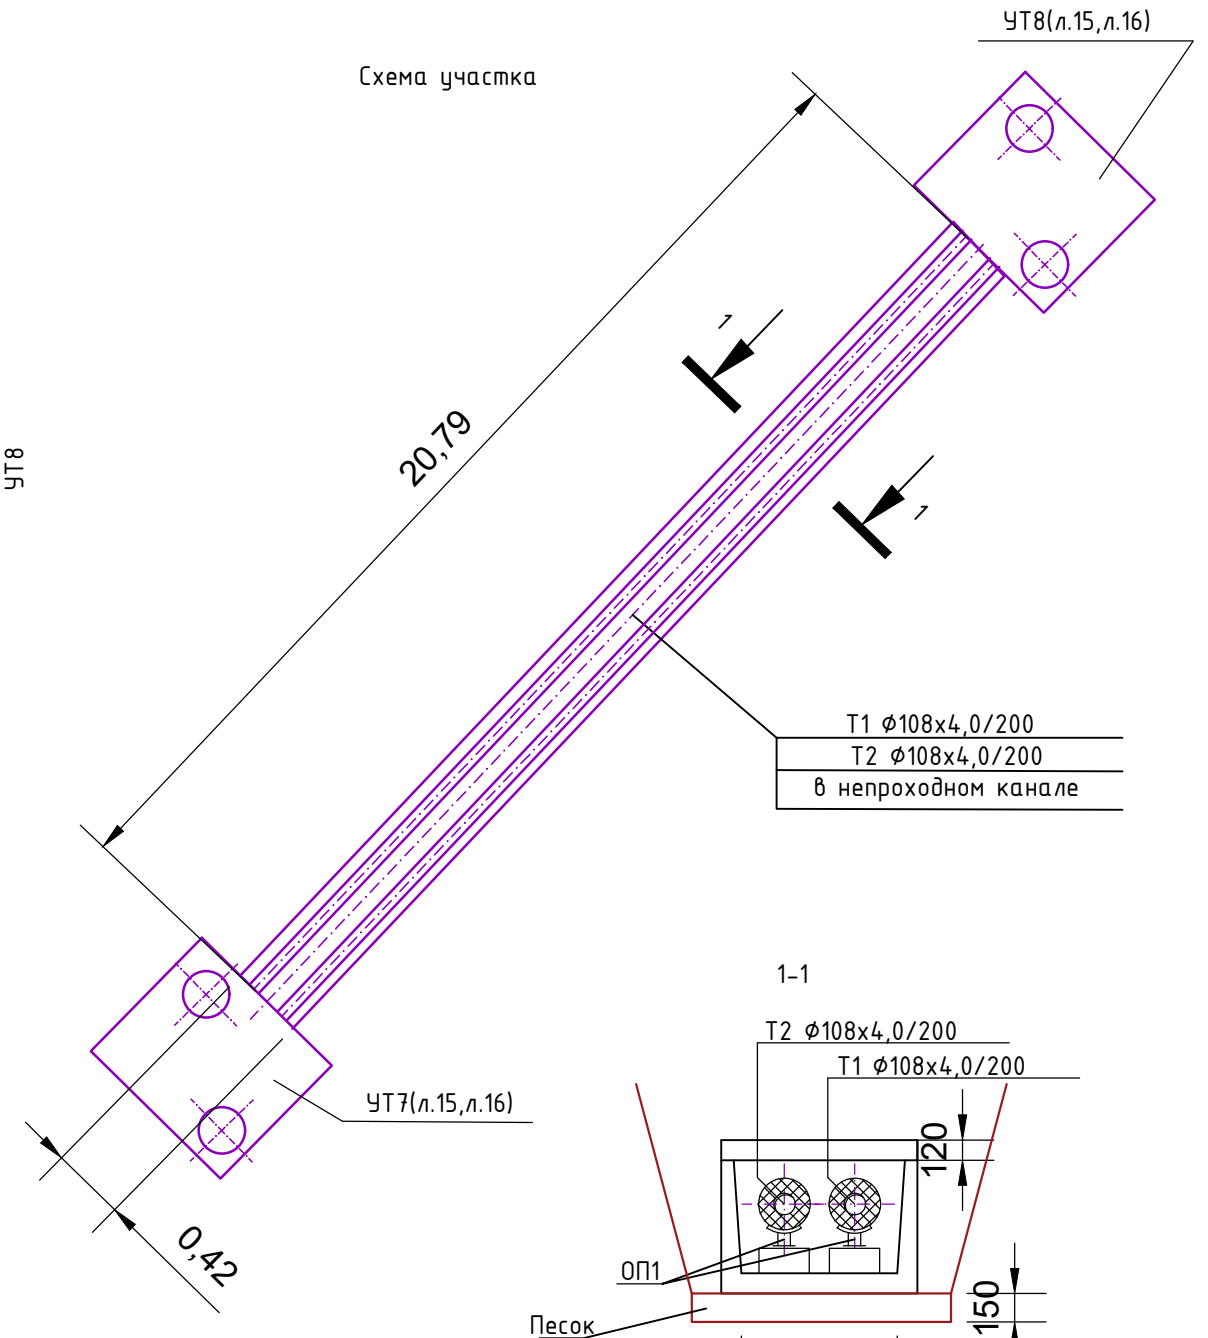 УТ8(л.15,л.16)
Схема участка
1
20,79
УТ8
1
Т1 Ø108х4,0/200
Т2 Ø108х4,0/200
в непроходном канале
1-1
Т2 Ø108х4,0/200
Т1 Ø108х4,0/200
УТ7(л.15,л.16)
120
0,42
ОП1
150
Песок